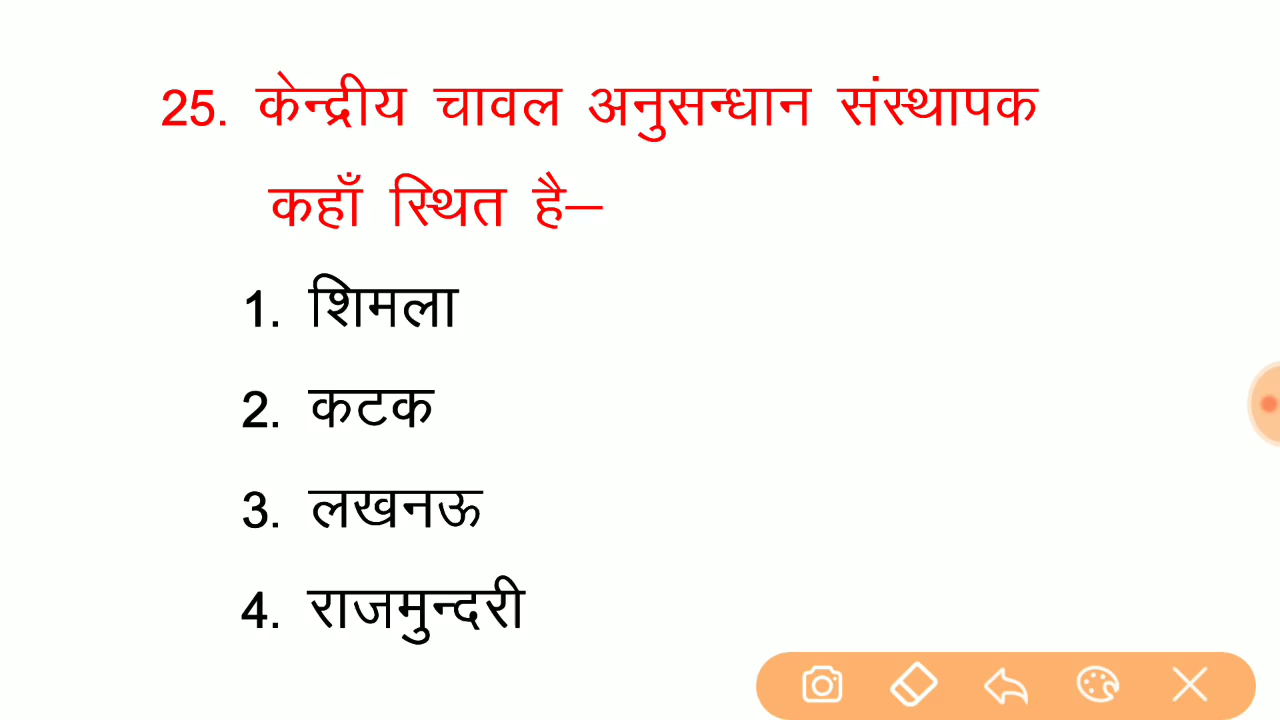 25. केन्द्रीय चावल अनुसन्धान संस्थापक
कहाँ स्थित है–
1. शिमला
2. कटक
3. लखनऊ
4. राजमुन्दरी